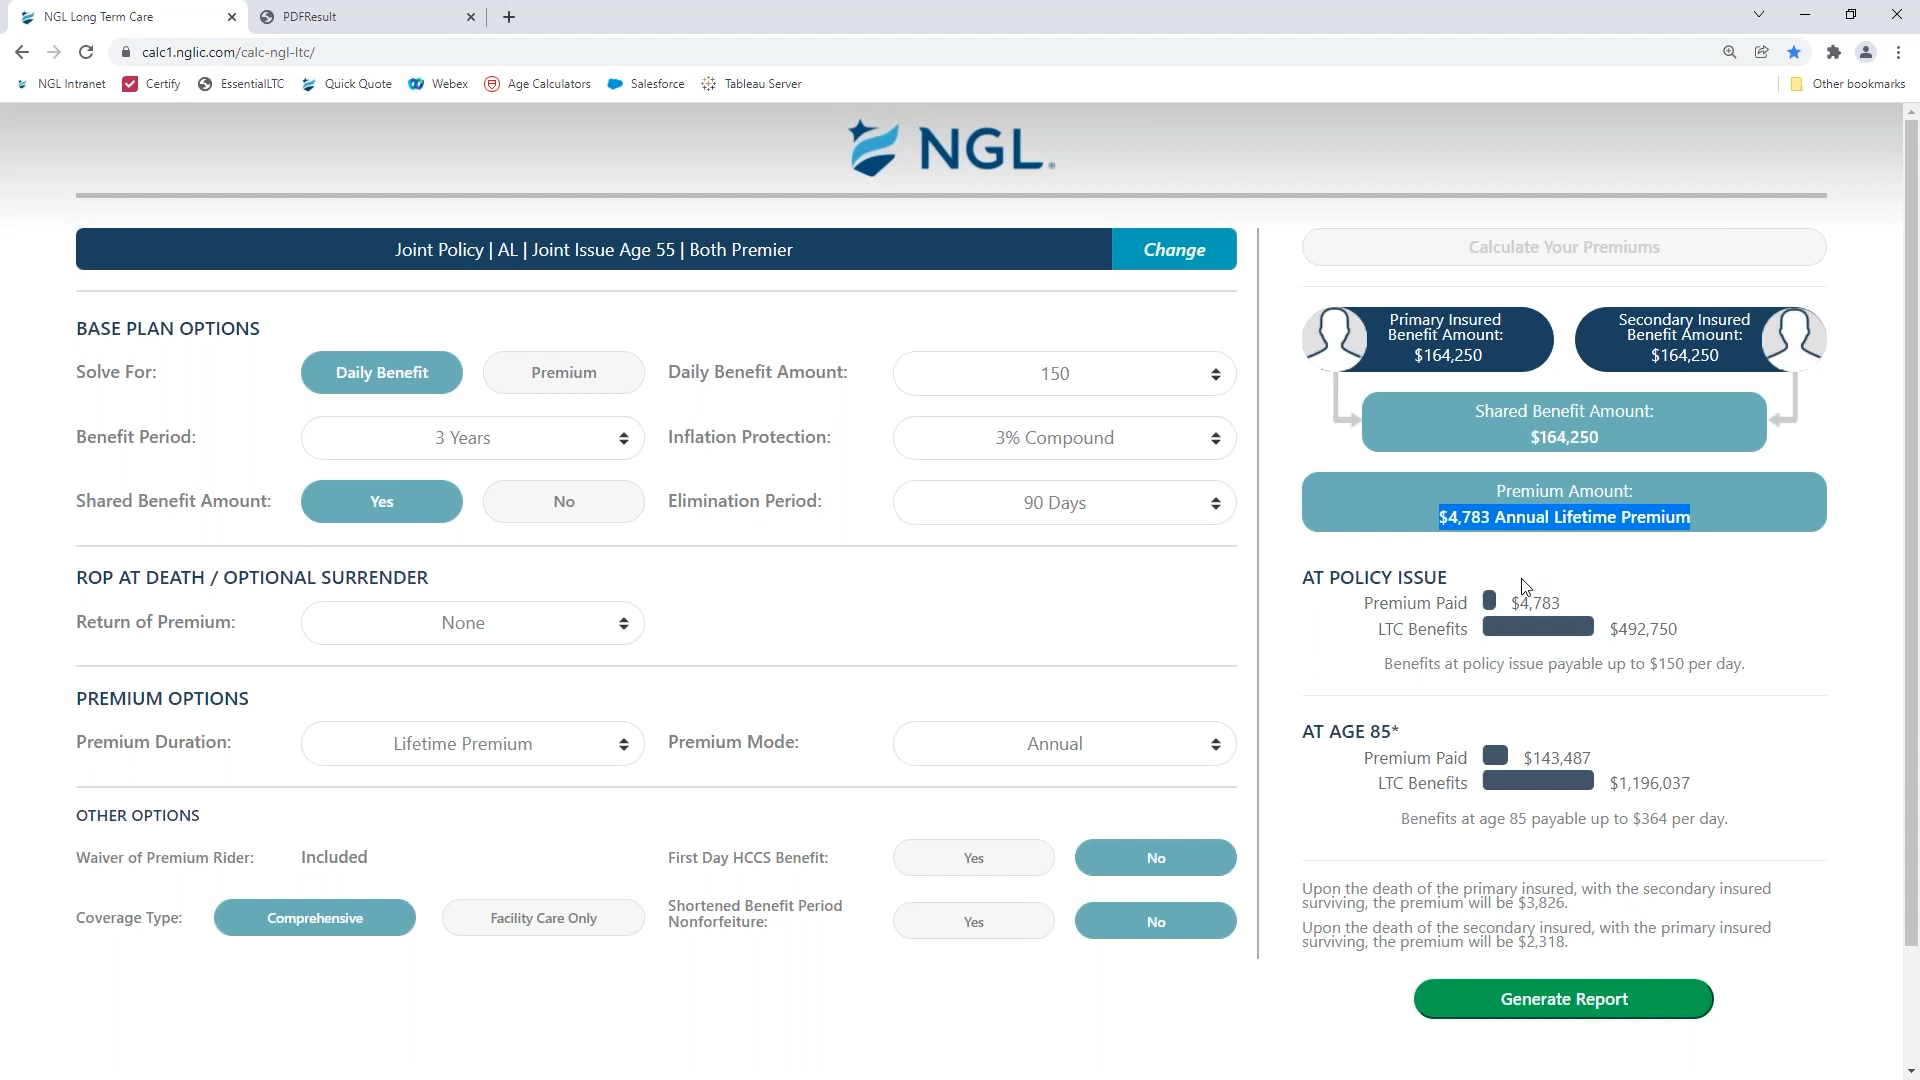 NGL Long Term Care
PDFResult
calc1.nglic.com/calc-ngl-ltc/
NGL Intranet
Certify
EssentialLTC
Quick Quote
Webex
Age Calculators
Salesforce
Tableau Server
Other bookmarks
NGL
Joint Policy | AL | Joint Issue Age 55 | Both Premier
Change
BASE PLAN OPTIONS
Solve For:
Daily Benefit
Premium
Daily Benefit Amount:
150
Benefit Period:
3 Years
Inflation Protection:
3% Compound
Shared Benefit Amount:
Yes
No
Elimination Period:
90 Days
ROP AT DEATH / OPTIONAL SURRENDER
Return of Premium:
None
PREMIUM OPTIONS
Premium Duration:
Lifetime Premium
Premium Mode:
Annual
OTHER OPTIONS
Waiver of Premium Rider:
Included
First Day HCCS Benefit:
Yes
No
Coverage Type:
Comprehensive
Facility Care Only
Shortened Benefit Period
Nonforfeiture:
Yes
No
Calculate Your Premiums
Primary Insured
Benefit Amount:
$164,250
Secondary Insured
Benefit Amount:
$164,250
Shared Benefit Amount:
$164,250
Premium Amount:
$4,783 Annual Lifetime Premium
AT POLICY ISSUE
Premium Paid
$4,783
LTC Benefits
$492,750
Benefits at policy issue payable up to $150 per day.
AT AGE 85*
Premium Paid
$143,487
LTC Benefits
$1,196,037
Benefits at age 85 payable up to $364 per day.
Upon the death of the primary insured, with the secondary insured
surviving, the premium will be $3,826.
Upon the death of the secondary insured, with the primary insured
surviving, the premium will be $2,318.
Generate Report